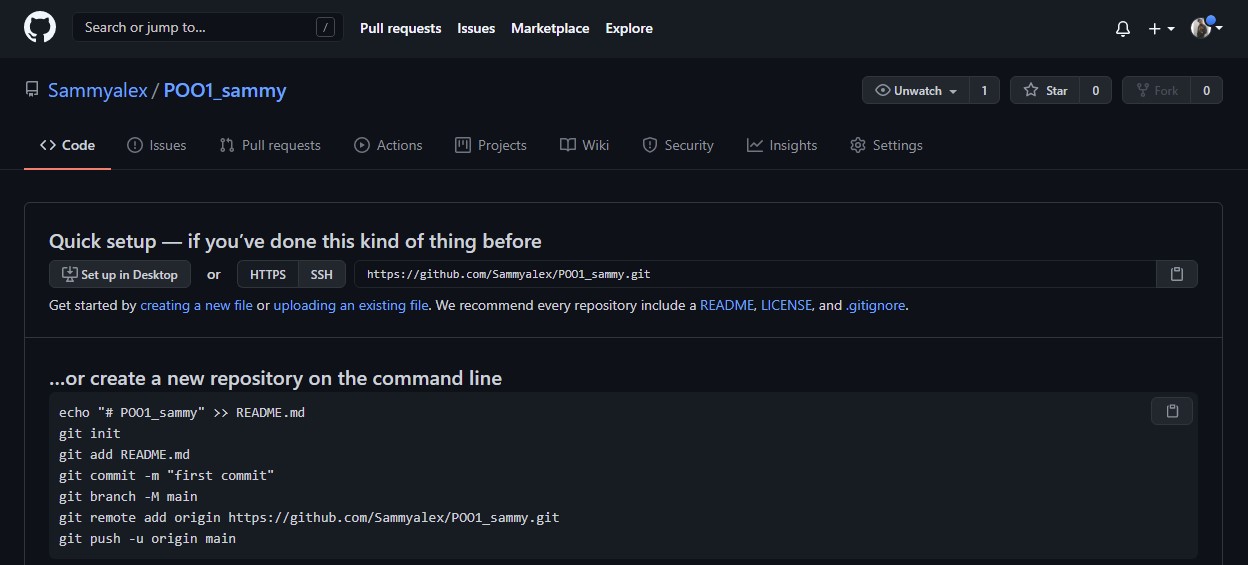 Search or jump to... / Pull requests Issues Marketplace Explore
Sammyalex / POO1_sammy Unwatch 1 Star 0 Fork 0
Code Issues Pull requests Actions Projects Wiki Security Insights Settings
Quick setup — if you’ve done this kind of thing before
Set up in Desktop or HTTPS SSH https://github.com/Sammyalex/POO1_sammy.git
Get started by creating a new file or uploading an existing file. We recommend every repository include a README, LICENSE, and .gitignore.
…or create a new repository on the command line
echo "# POO1_sammy" >> README.md
git init
git add README.md
git commit -m "first commit"
git branch -M main
git remote add origin https://github.com/Sammyalex/POO1_sammy.git
git push -u origin main